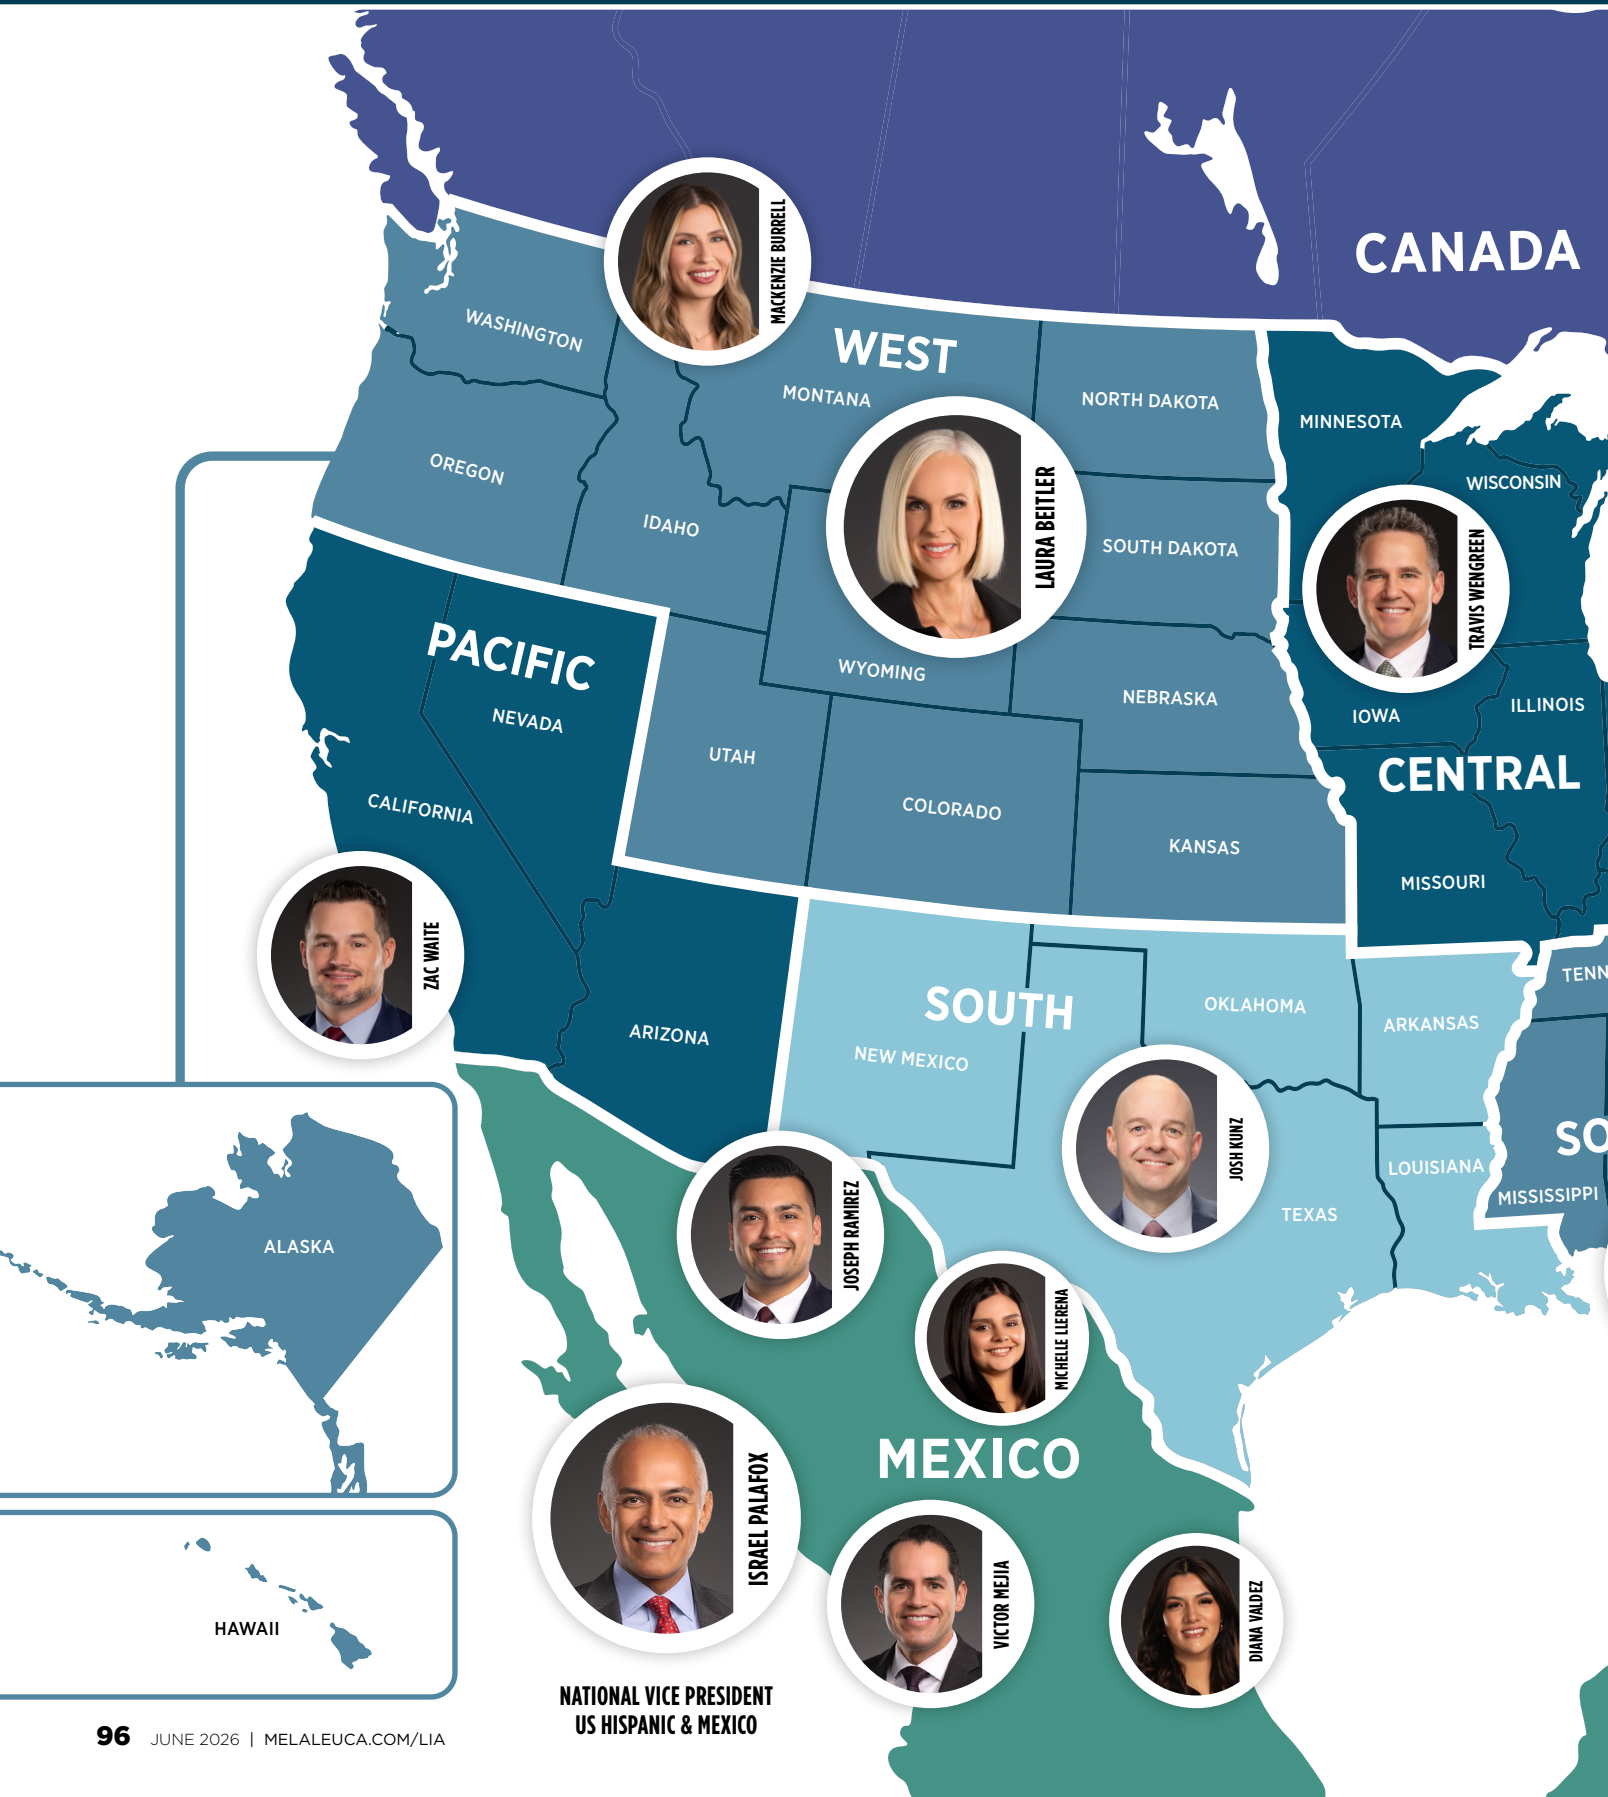 CANADA
MACKENZIE BURRELL
WASHINGTON
WEST
MONTANA
NORTH DAKOTA
MINNESOTA
OREGON
WISCONSIN
IDAHO
LAURA BEITLER
SOUTH DAKOTA
TRAVIS WENGREEN
PACIFIC
WYOMING
NEBRASKA
NEVADA
IOWA
ILLINOIS
UTAH
CENTRAL
CALIFORNIA
COLORADO
KANSAS
MISSOURI
ZAC WAITE
TENN
SOUTH
OKLAHOMA
ARKANSAS
ARIZONA
NEW MEXICO
JOSH KUNZ
SO
LOUISIANA
MISSISSIPPI
TEXAS
JOSEPH RAMIREZ
ALASKA
MICHELLE LLERENA
MEXICO
ISRAEL PALAFOX
VICTOR MEJIA
DIANA VALDEZ
HAWAII
NATIONAL VICE PRESIDENT
US HISPANIC & MEXICO
96 JUNE 2026 | MELALEUCA.COM/LIA